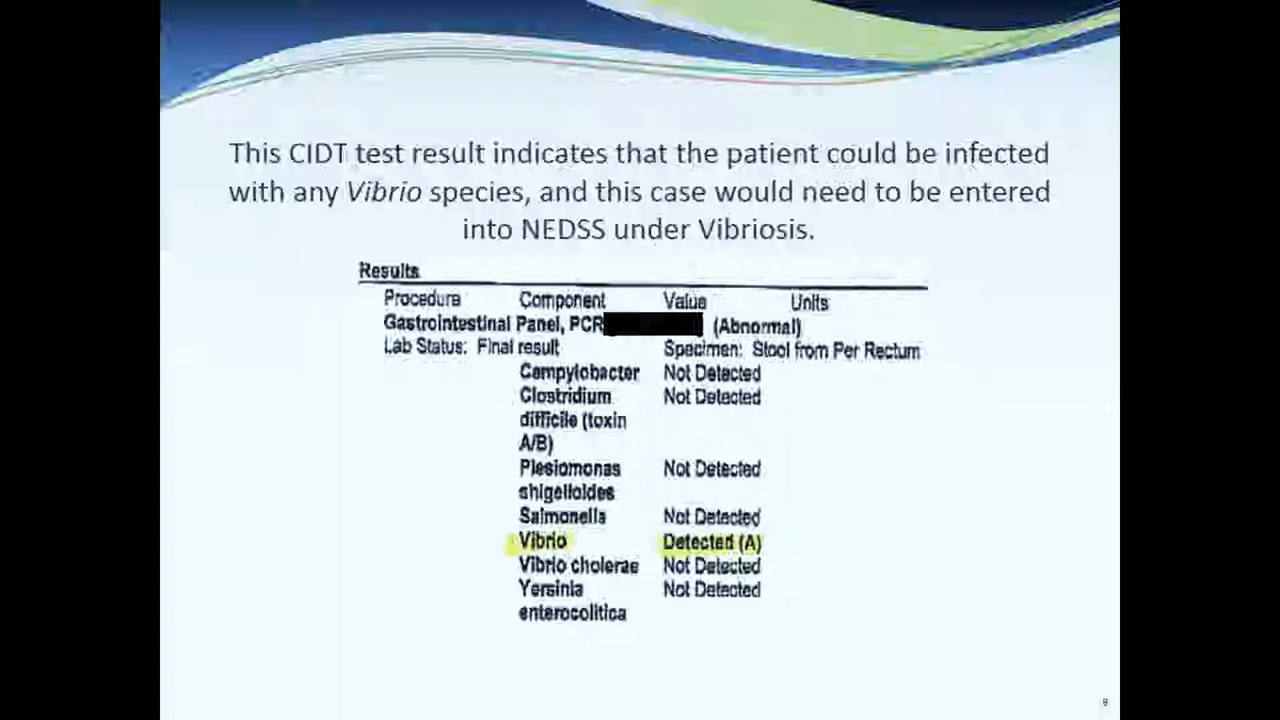 This CIDT test result indicates that the patient could be infected
with any Vibrio species, and this case would need to be entered
into NEDSS under Vibriosis.
Results
Procedure Component Value Units
Gastrointestinal Panel, PCR (Abnormal)
Lab Status: Final result Specimen: Stool from Per Rectum
Campylobacter Not Detected
Clostridium Not Detected
difficile (toxin
A/B)
Plesiomonas Not Detected
shigelloides
Salmonella Not Detected
Vibrio Detected (A)
Vibrio cholerae Not Detected
Yersinia Not Detected
enterocolitica